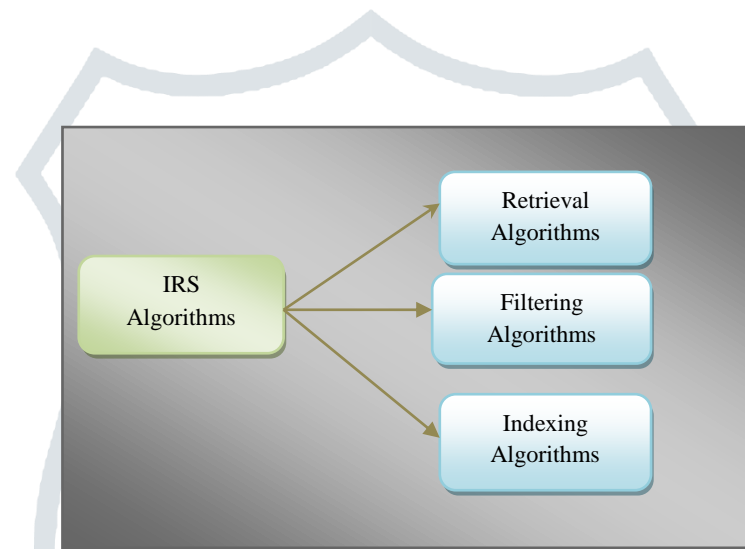 IRS
Algorithms
Retrieval
Algorithms
Filtering
Algorithms
Indexing
Algorithms